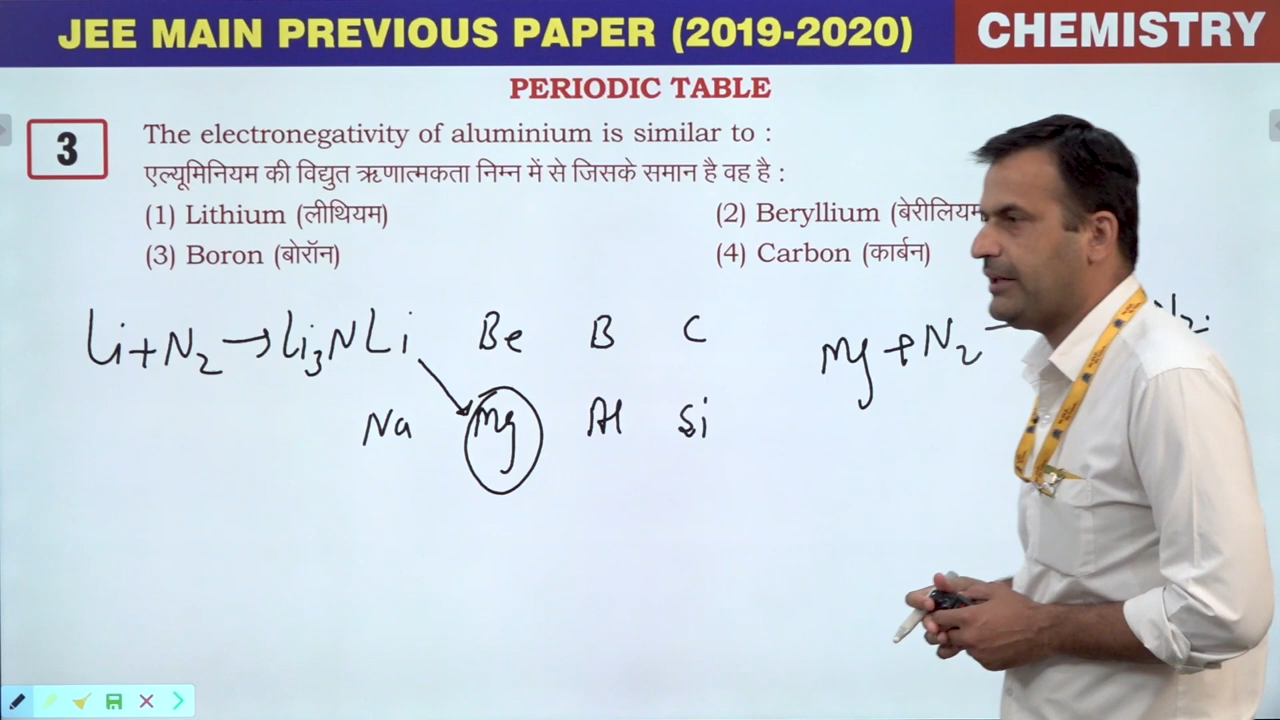 JEE MAIN PREVIOUS PAPER (2019-2020)
CHEMISTRY
PERIODIC TABLE
3
The electronegativity of aluminium is similar to :
एल्यूमिनियम की विद्युत ऋणात्मकता निम्न में से जिसके समान है वह है :
(1) Lithium (लीथियम)
(2) Beryllium (बेरीलियम
(3) Boron (बोरॉन)
(4) Carbon (कार्बन)
Li + N2 → Li3N Li Be B C
Mg + N2 →
Na Mg Al Si